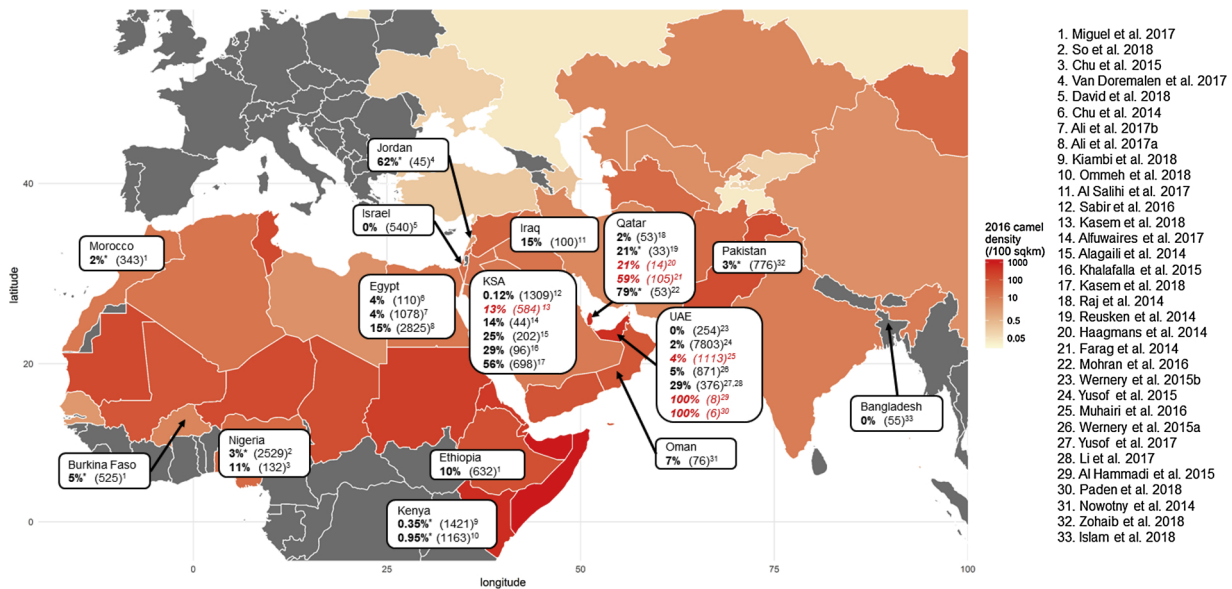 Jordan
62%* (45)4
Israel
0% (540)5
Morocco
2%* (343)1
Egypt
4% (110)6
4% (1078)7
15% (2825)8
Iraq
15% (100)11
KSA
0.12% (1309)12
13% (584)13
14% (44)14
25% (202)15
29% (96)16
56% (698)17
Qatar
2% (53)18
21%* (33)19
21% (14)20
59% (105)21
79%* (53)22
Pakistan
3%* (776)32
UAE
0% (254)23
2% (7803)24
4% (1113)25
5% (871)26
29% (376)27,28
100% (8)29
100% (6)30
Bangladesh
0% (55)33
Oman
7% (76)31
Nigeria
3%* (2529)2
11% (132)3
Burkina Faso
5%* (525)1
Ethiopia
10% (632)1
Kenya
0.35%* (1421)9
0.95%* (1163)10
latitude
40
20
0
0
25
50
75
100
longitude
2016 camel
density
(/100 sqkm)
1000
100
10
0.5
0.05
1. Miguel et al. 2017
2. So et al. 2018
3. Chu et al. 2015
4. Van Doremalen et al. 2017
5. David et al. 2018
6. Chu et al. 2014
7. Ali et al. 2017b
8. Ali et al. 2017a
9. Kiambi et al. 2018
10. Ommeh et al. 2018
11. Al Salihi et al. 2017
12. Sabir et al. 2016
13. Kasem et al. 2018
14. Alfuwaires et al. 2017
15. Alagaili et al. 2014
16. Khalafalla et al. 2015
17. Kasem et al. 2018
18. Raj et al. 2014
19. Reusken et al. 2014
20. Haagmans et al. 2014
21. Farag et al. 2014
22. Mohran et al. 2016
23. Wernery et al. 2015b
24. Yusof et al. 2015
25. Muhairi et al. 2016
26. Wernery et al. 2015a
27. Yusof et al. 2017
28. Li et al. 2017
29. Al Hammadi et al. 2015
30. Paden et al. 2018
31. Nowotny et al. 2014
32. Zohaib et al. 2018
33. Islam et al. 2018